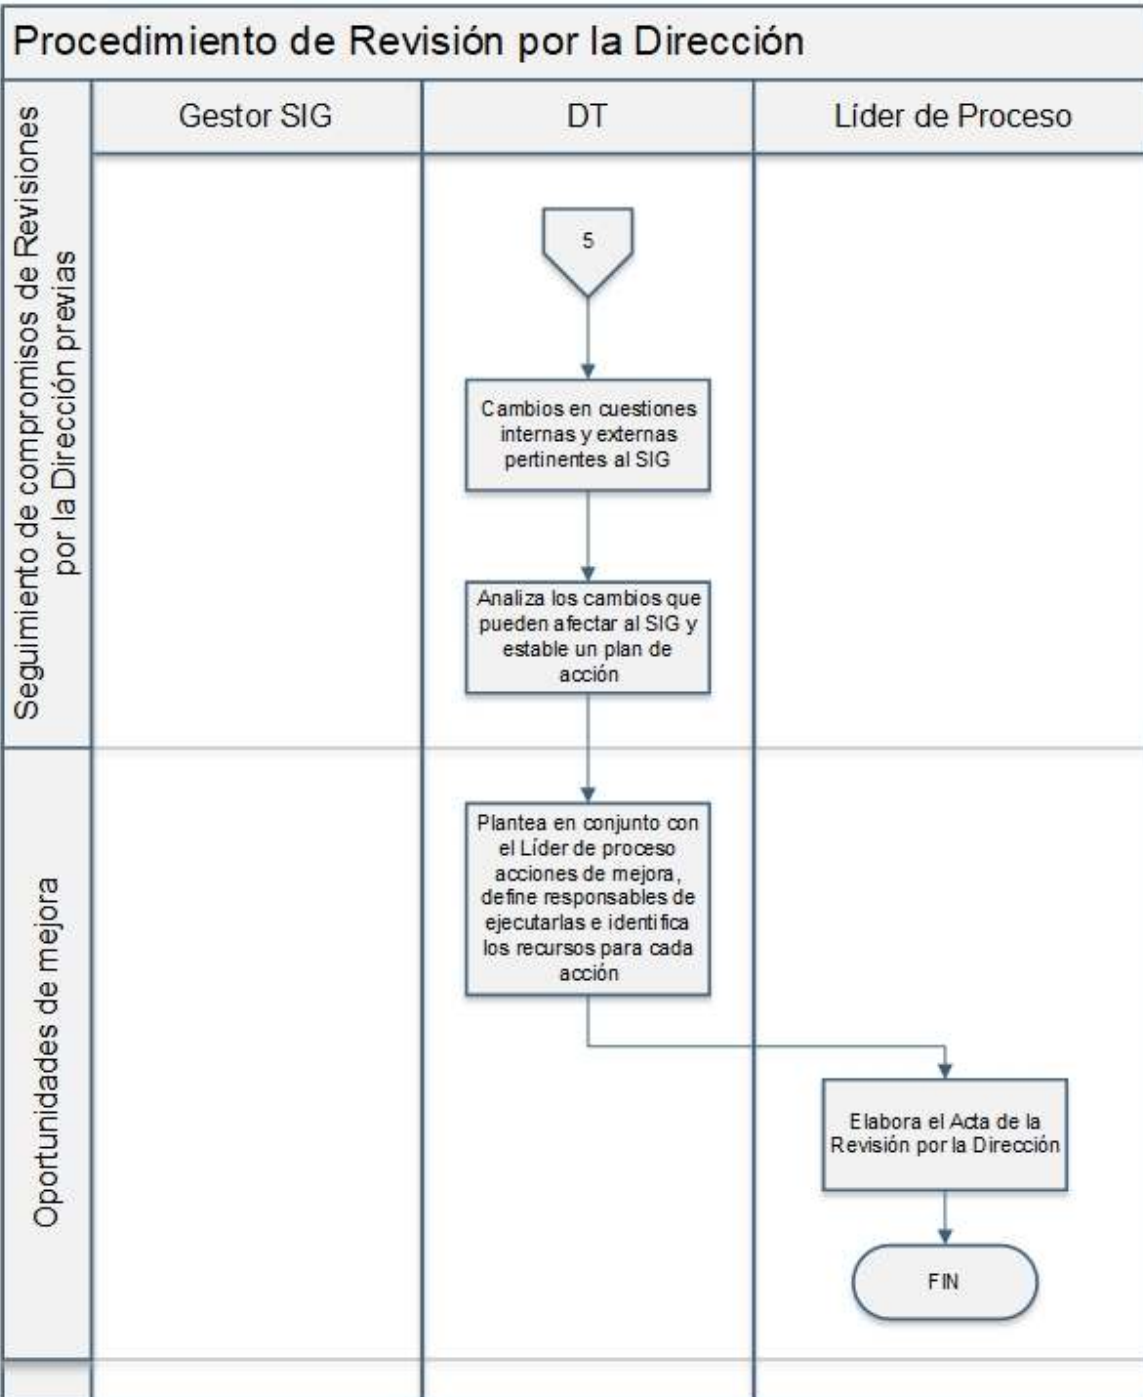 Procedimiento de Revisión por la Dirección
Gestor SIG
DT
Líder de Proceso
Seguimiento de compromisos de Revisiones
por la Dirección previas
5
Cambios en cuestiones
internas y externas
pertinentes al SIG
Analiza los cambios que
pueden afectar al SIG y
estable un plan de
acción
Oportunidades de mejora
Plantea en conjunto con
el Líder de proceso
acciones de mejora,
define responsables de
ejecutarlas e identifica
los recursos para cada
acción
Elabora el Acta de la
Revisión por la Dirección
FIN